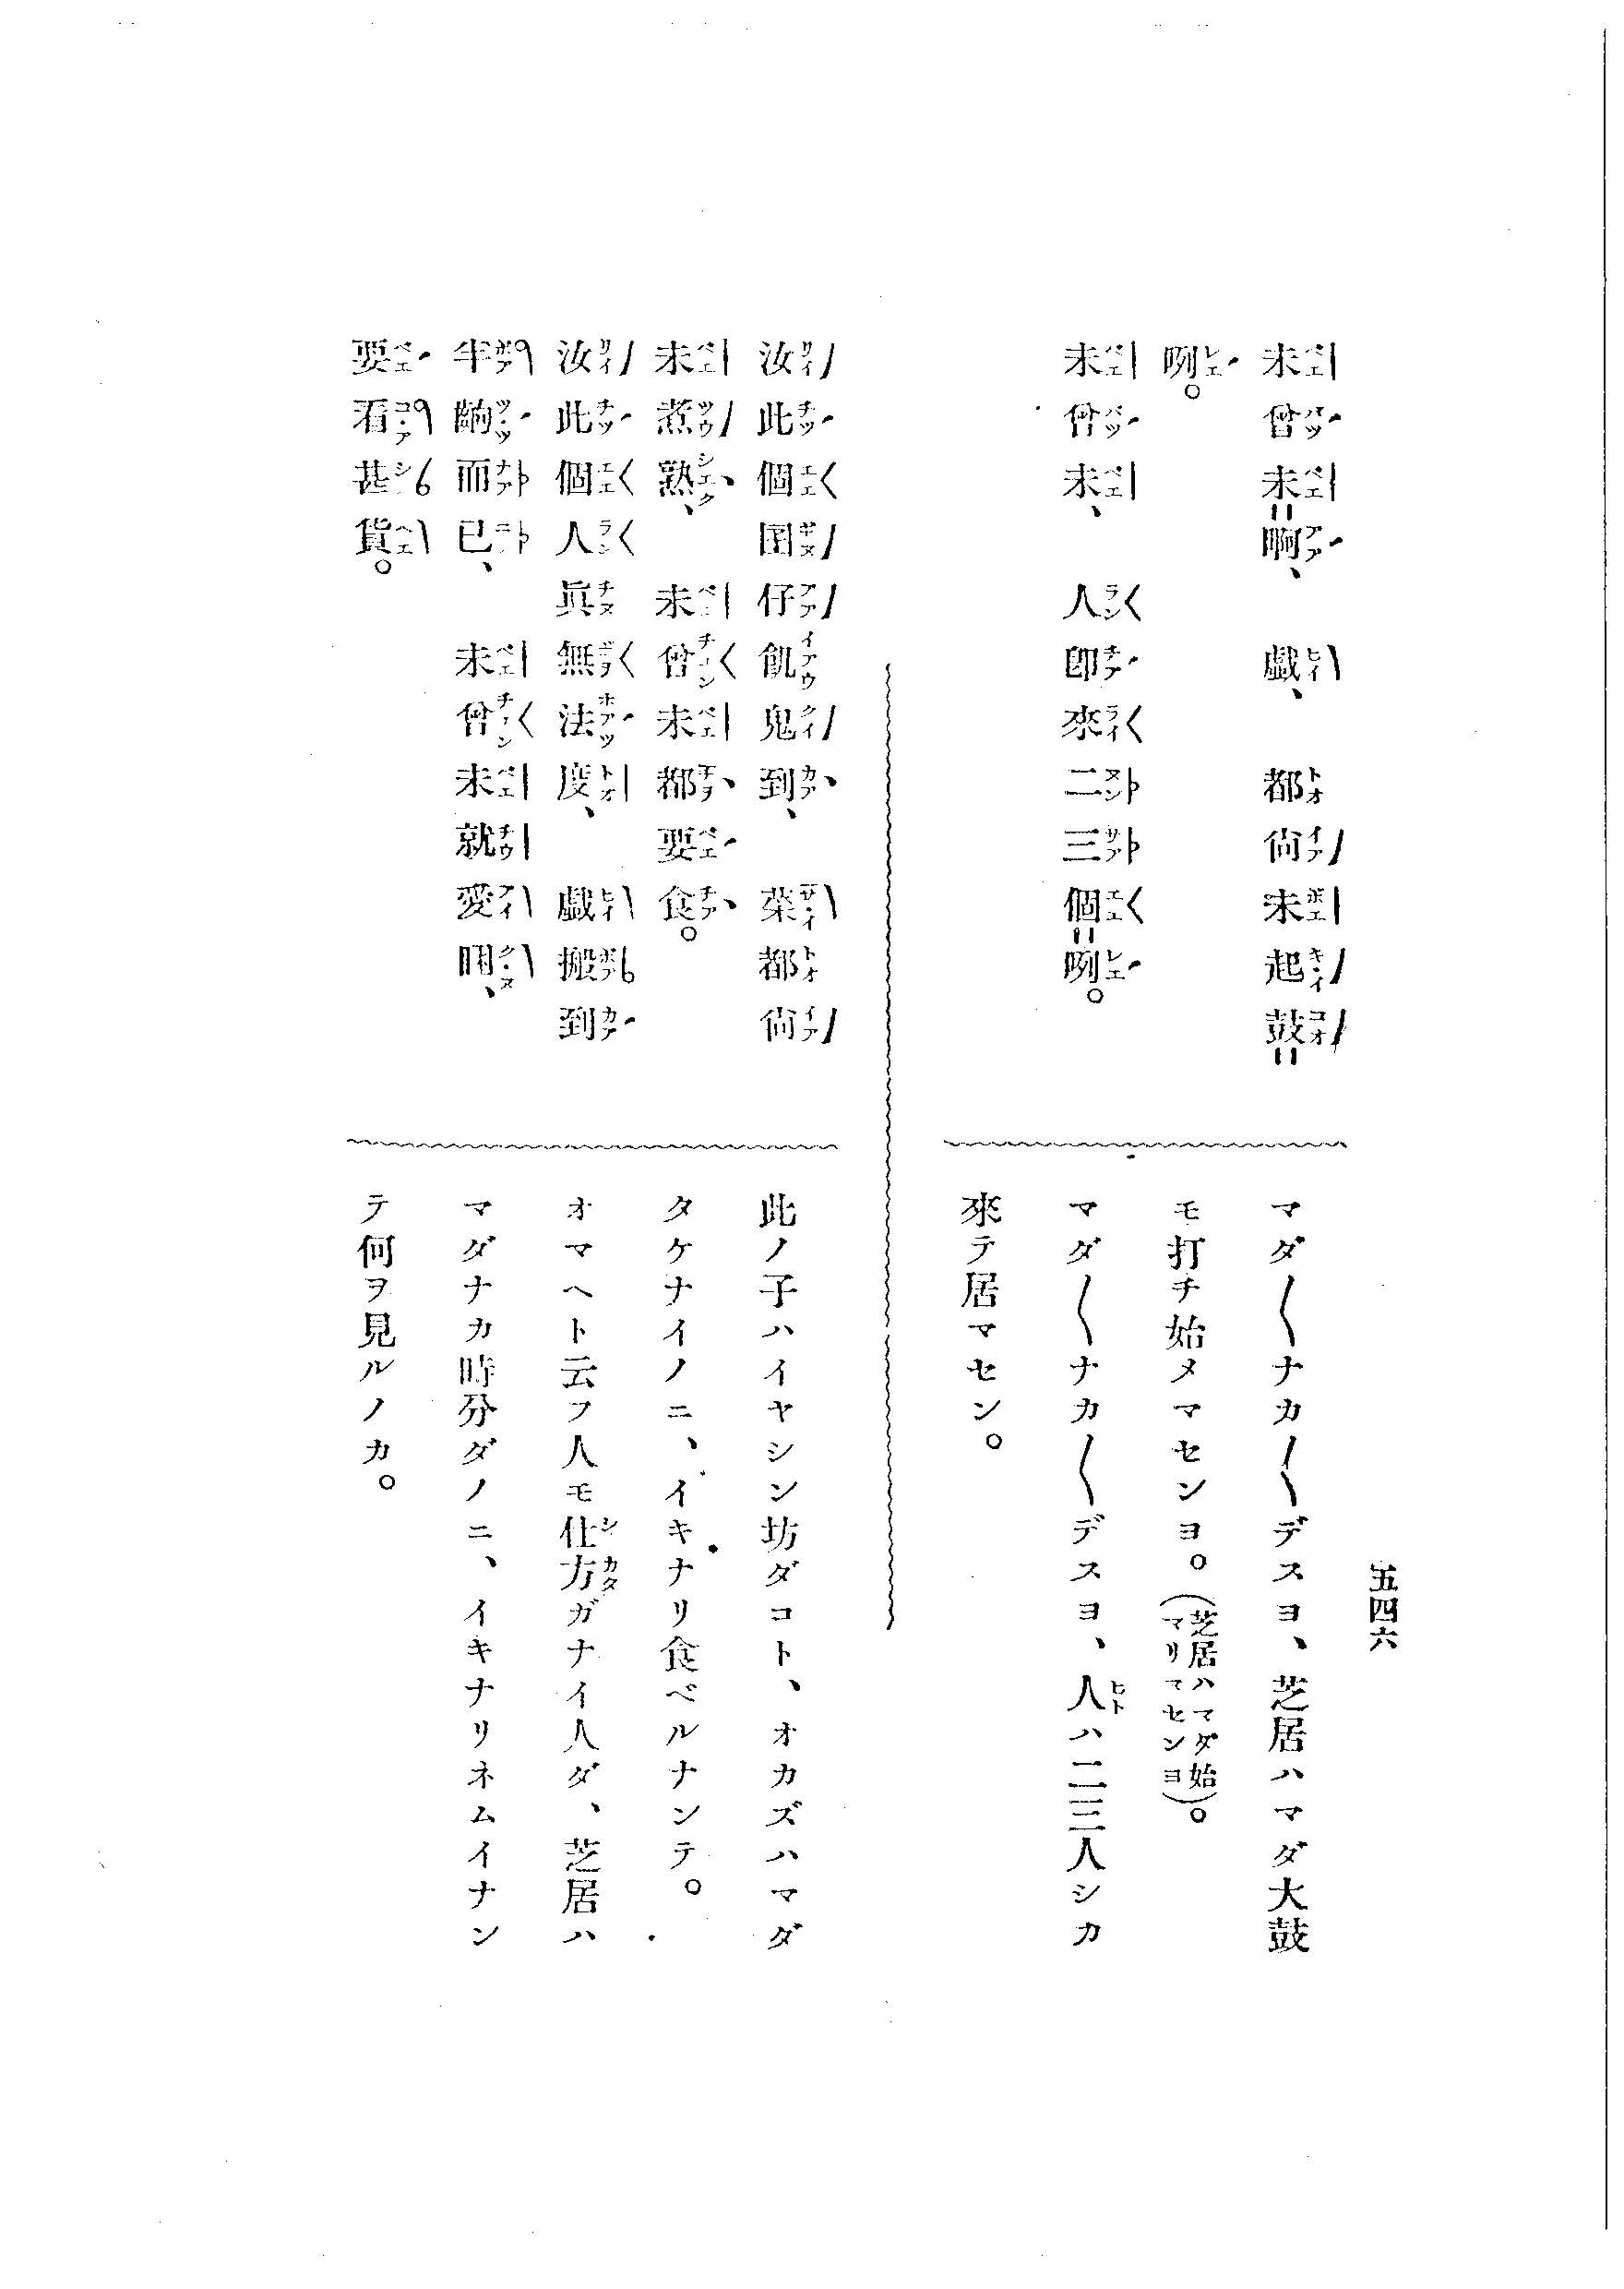 五四六
未曾未=啊、戱、都尙未起鼓=
咧。
未曾未、人卽來二三個=咧。
マダ〱ナカ〱デスヨ、芝居ハマダ大鼓
モ打チ始メマセンヨ。(芝居ハマダ始マリマセンヨ)。
マダ〱ナカ〱デスヨ、人ハ二三人シカ
來テ居マセン。
汝此個囝仔飢鬼到、菜都尙
未煮熟、未曾未都要食。
汝此個人眞無法度、戱搬到
半齣而已、未曾未就愛睏、
要看甚貨。
此ノ子ハイヤシン坊ダコト、オカズハマダ
タケナイノニ、イキナリ食ベルナンテ。
オマヘト云フ人モ仕方ガナイ人ダ、芝居ハ
マダナカ時分ダノニ、イキナリネムイナン
テ何ヲ見ルノカ。